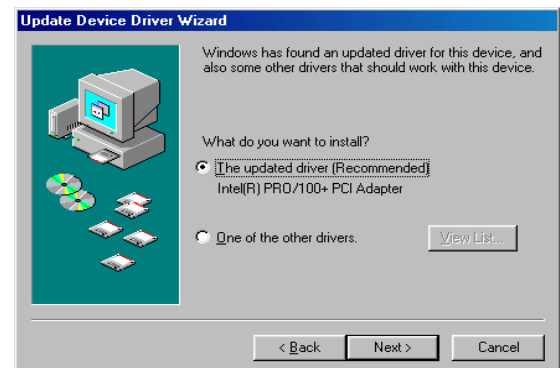 Update Device Driver Wizard
Windows has found an updated driver for this device, and
also some other drivers that should work with this device.
What do you want to install?
The updated driver (Recommended)
Intel(R) PRO/100+ PCI Adapter
One of the other drivers.
View List...
< Back
Next >
Cancel